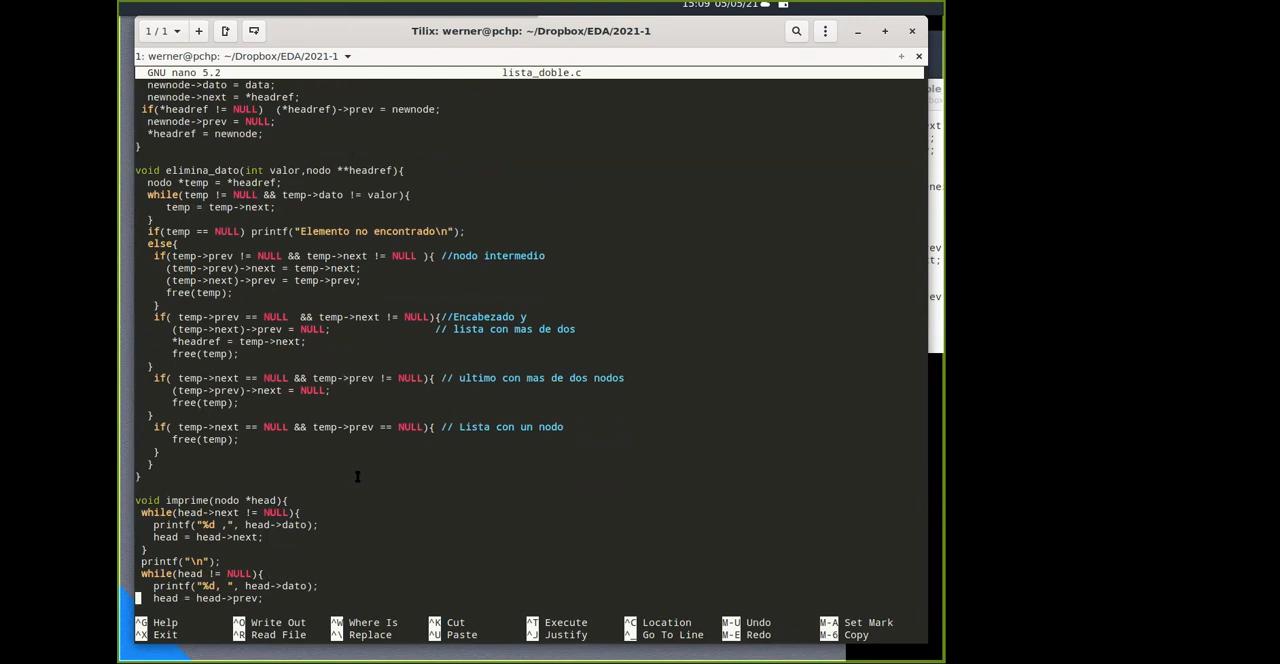 15:09 05/05/21
1 / 1
Tilix: werner@pchp: ~/Dropbox/EDA/2021-1
1: werner@pchp: ~/Dropbox/EDA/2021-1
GNU nano 5.2 lista_doble.c
newnode->dato = data;
newnode->next = *headref;
if(*headref != NULL) (*headref)->prev = newnode;
newnode->prev = NULL;
*headref = newnode;
}
void elimina_dato(int valor,nodo **headref){
nodo *temp = *headref;
while(temp != NULL && temp->dato != valor){
temp = temp->next;
}
if(temp == NULL) printf("Elemento no encontrado\n");
else{
if(temp->prev != NULL && temp->next != NULL ){ //nodo intermedio
(temp->prev)->next = temp->next;
(temp->next)->prev = temp->prev;
free(temp);
}
if( temp->prev == NULL && temp->next != NULL){//Encabezado y
(temp->next)->prev = NULL; // lista con mas de dos
*headref = temp->next;
free(temp);
}
if( temp->next == NULL && temp->prev != NULL){ // ultimo con mas de dos nodos
(temp->prev)->next = NULL;
free(temp);
}
if( temp->next == NULL && temp->prev == NULL){ // Lista con un nodo
free(temp);
}
}
}
void imprime(nodo *head){
while(head->next != NULL){
printf("%d ,", head->dato);
head = head->next;
}
printf("\n");
while(head != NULL){
printf("%d, ", head->dato);
head = head->prev;
^G Help ^O Write Out ^W Where Is ^K Cut ^T Execute ^C Location M-U Undo M-A Set Mark
^X Exit ^R Read File ^\ Replace ^U Paste ^J Justify ^_ Go To Line M-E Redo M-6 Copy